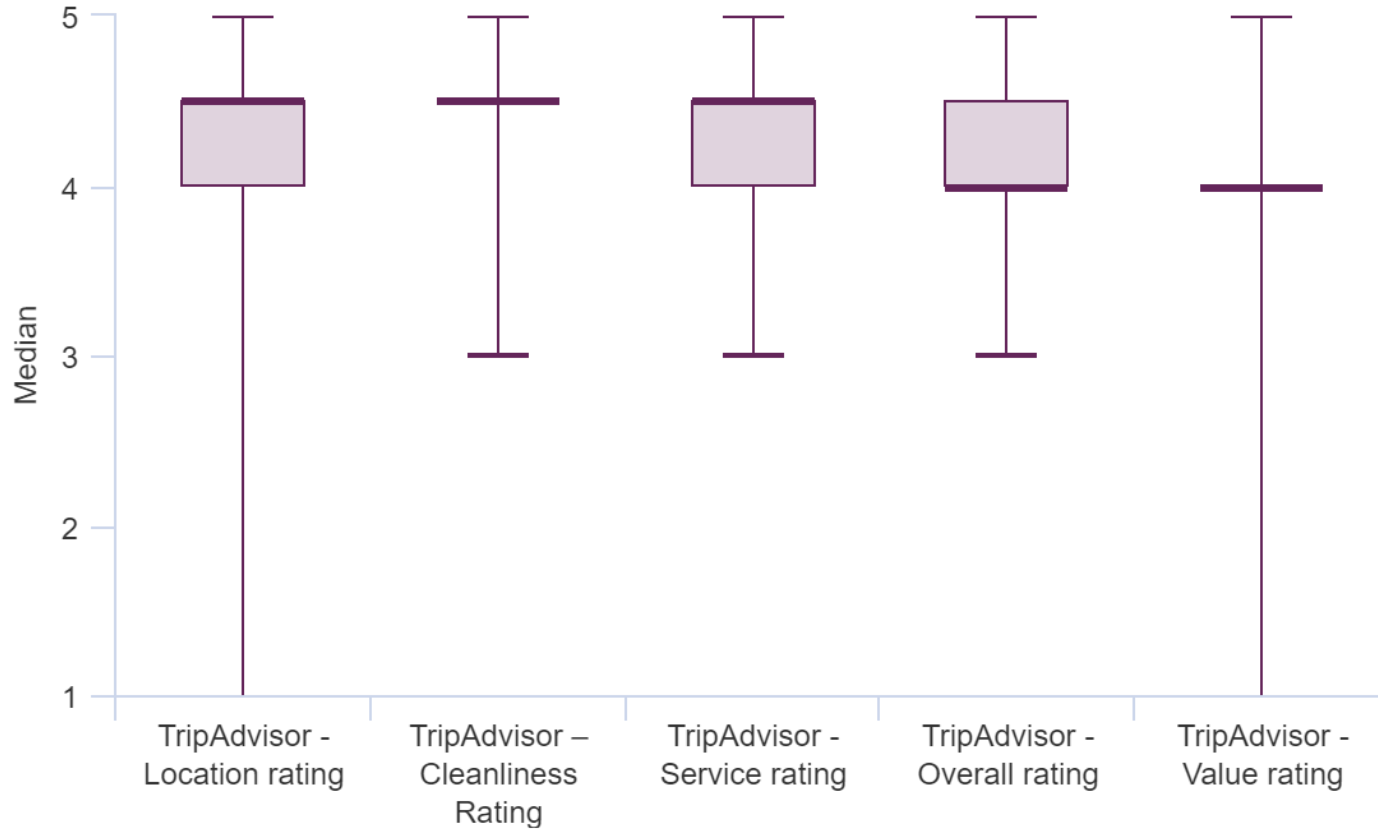 5
4
3
2
1
Median
TripAdvisor -
Location rating
TripAdvisor –
Cleanliness
Rating
TripAdvisor -
Service rating
TripAdvisor -
Overall rating
TripAdvisor -
Value rating